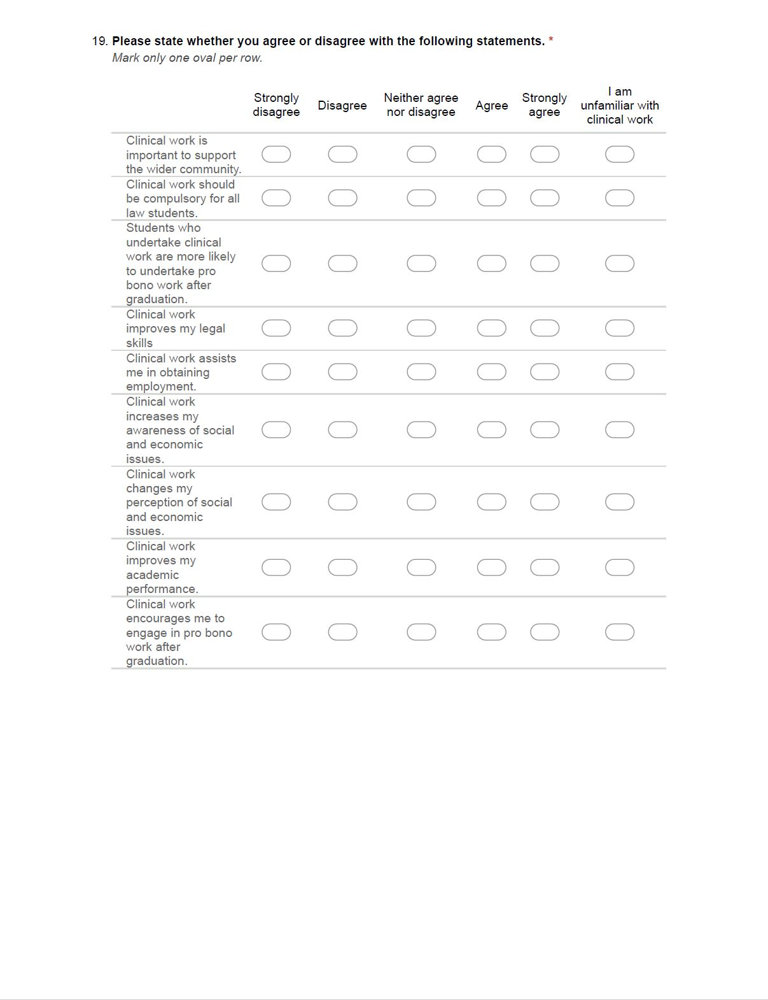 19. Please state whether you agree or disagree with the following statements. *
Mark only one oval per row.
Strongly disagree
Disagree
Neither agree nor disagree
Agree
Strongly agree
I am unfamiliar with clinical work
Clinical work is
important to support
the wider community.
Clinical work should
be compulsory for all
law students.
Students who
undertake clinical
work are more likely
to undertake pro
bono work after
graduation.
Clinical work
improves my legal
skills
Clinical work assists
me in obtaining
employment.
Clinical work
increases my
awareness of social
and economic
issues.
Clinical work
changes my
perception of social
and economic
issues.
Clinical work
improves my
academic
performance.
Clinical work
encourages me to
engage in pro bono
work after
graduation.